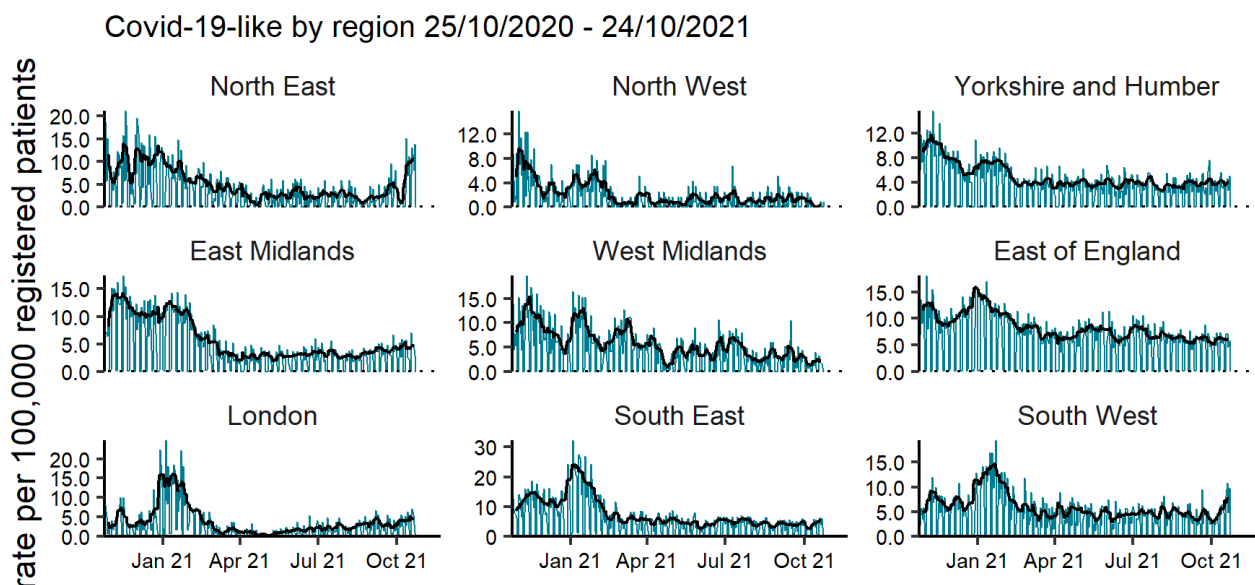 Covid-19-like by region 25/10/2020 - 24/10/2021
rate per 100,000 registered patients
North East
North West
Yorkshire and Humber
20.0
15.0
10.0
5.0
0.0
12.0
8.0
4.0
0.0
12.0
8.0
4.0
0.0
East Midlands
West Midlands
East of England
15.0
10.0
5.0
0.0
15.0
10.0
5.0
0.0
15.0
10.0
5.0
0.0
London
South East
South West
20.0
15.0
10.0
5.0
0.0
30
20
10
0
15.0
10.0
5.0
0.0
Jan 21 Apr 21 Jul 21 Oct 21
Jan 21 Apr 21 Jul 21 Oct 21
Jan 21 Apr 21 Jul 21 Oct 21